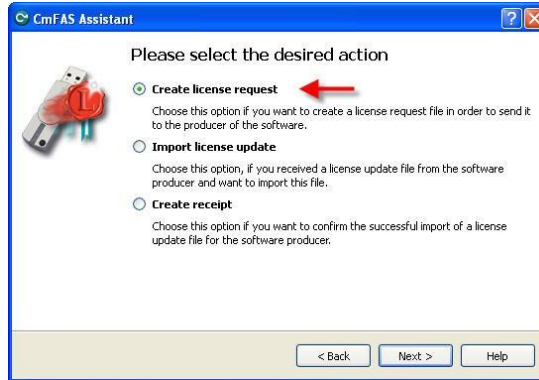 CmFAS Assistant
Please select the desired action
Create license request
Choose this option if you want to create a license request file in order to send it
to the producer of the software.
Import license update
Choose this option, if you received a license update file from the software
producer and want to import this file.
Create receipt
Choose this option if you want to confirm the successful import of a license
update file for the software producer.
< Back Next > Help